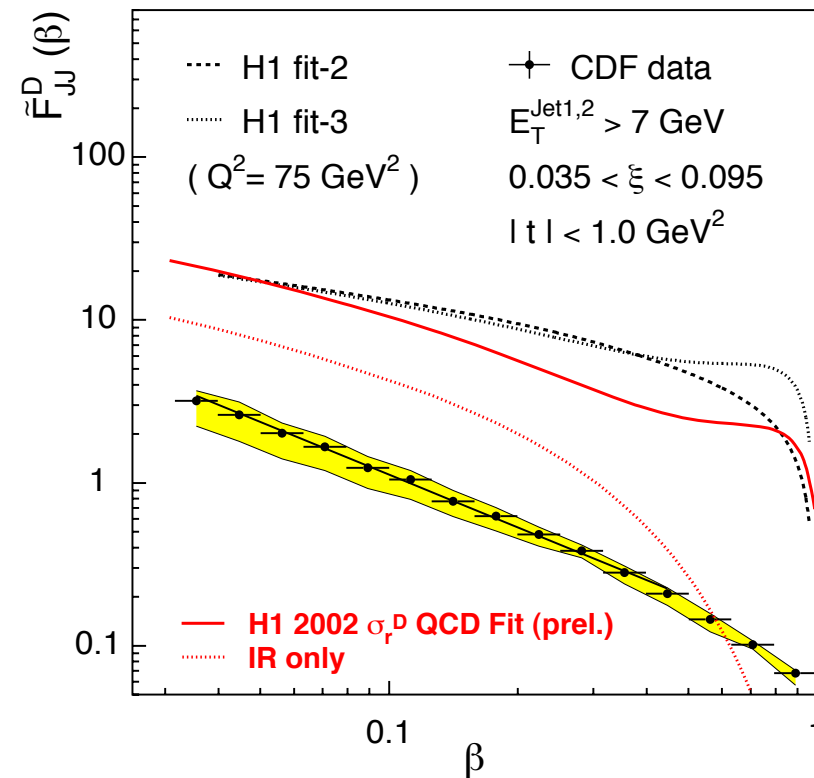 F̃ᴰJJ (β)
H1 fit-2
H1 fit-3
( Q²= 75 GeV² )
CDF data
E_T^Jet1,2 > 7 GeV
0.035 < ξ < 0.095
| t | < 1.0 GeV²
100
10
1
0.1
H1 2002 σᵣᴰ QCD Fit (prel.)
IR only
0.1
1
β